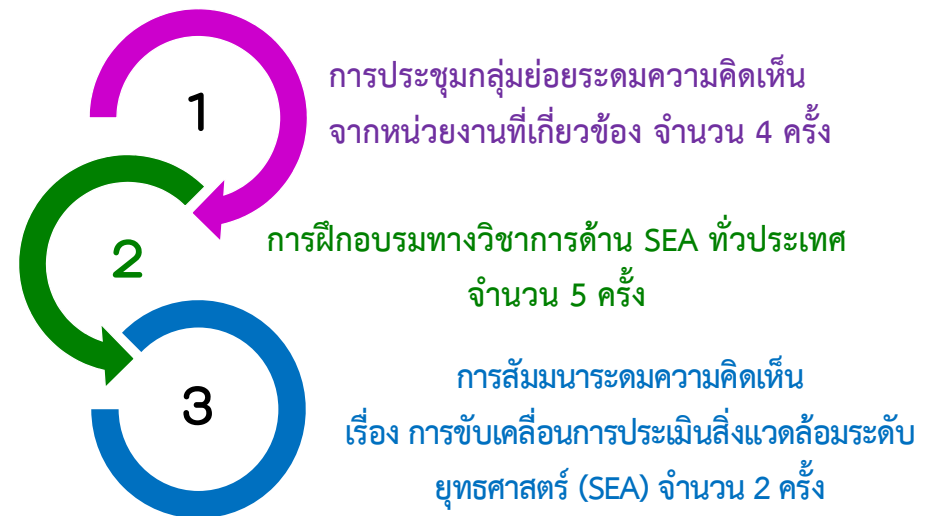 1
การประชุมกลุ่มย่อยระดมความคิดเห็น
จากหน่วยงานที่เกี่ยวข้อง จำนวน 4 ครั้ง
2
การฝึกอบรมทางวิชาการด้าน SEA ทั่วประเทศ
จำนวน 5 ครั้ง
3
การสัมมนาระดมความคิดเห็น
เรื่อง การขับเคลื่อนการประเมินสิ่งแวดล้อมระดับ
ยุทธศาสตร์ (SEA) จำนวน 2 ครั้ง